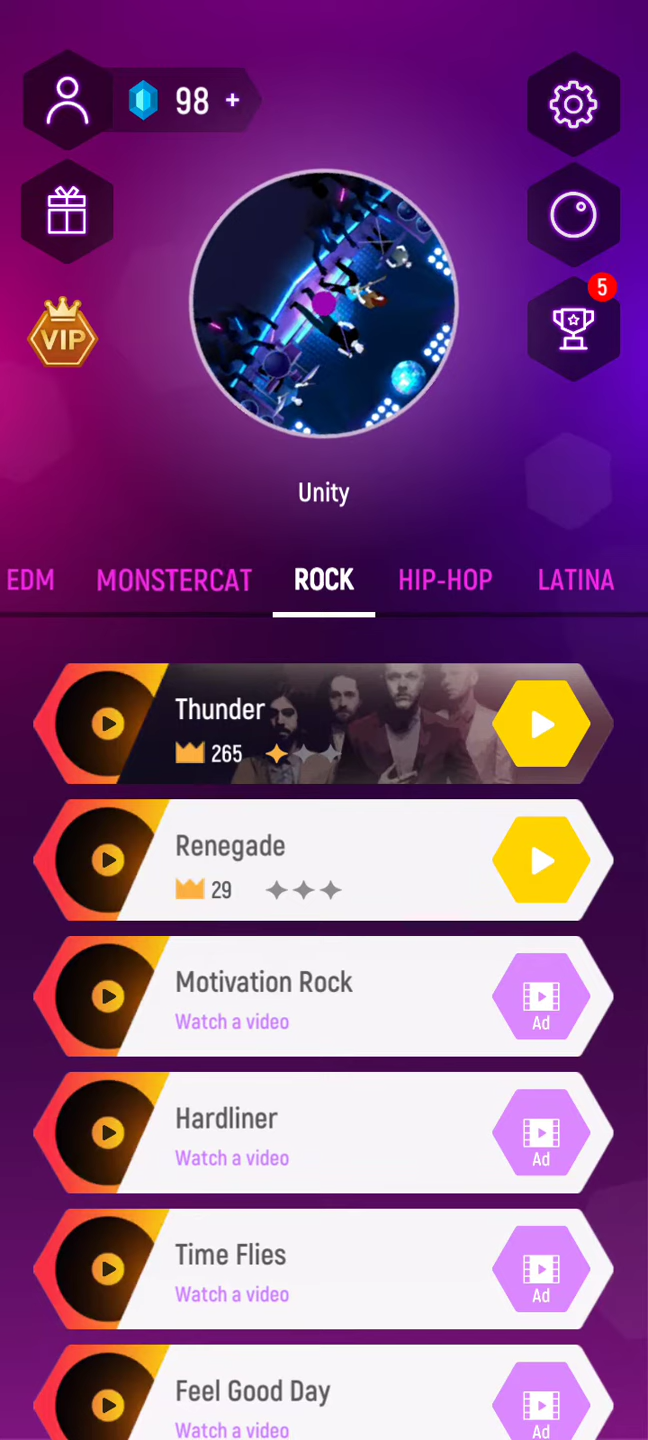 98 +
VIP
5
Unity
EDM MONSTERCAT ROCK HIP-HOP LATINA
Thunder
265
Renegade
29
Motivation Rock
Watch a video
Ad
Hardliner
Watch a video
Ad
Time Flies
Watch a video
Ad
Feel Good Day
Watch a video
Ad